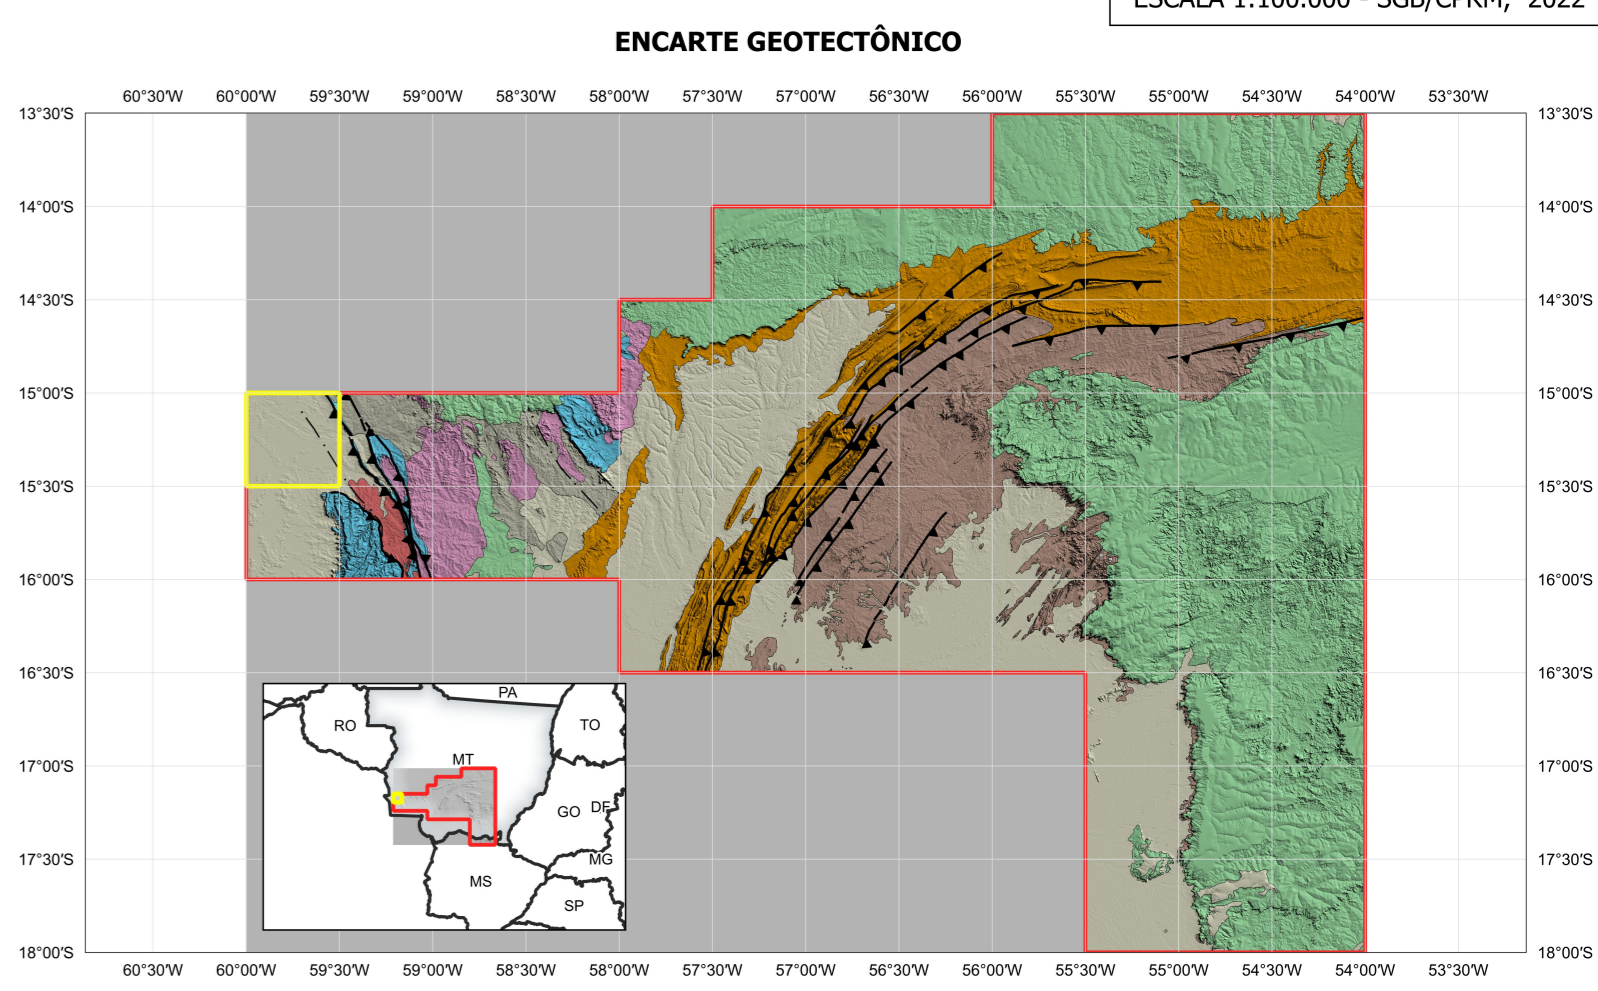 ESCALA 1:100.000 - SGB/CPRM, 2022
ENCARTE GEOTECTÔNICO
60°30'W 60°00'W 59°30'W 59°00'W 58°30'W 58°00'W 57°30'W 57°00'W 56°30'W 56°00'W 55°30'W 55°00'W 54°30'W 54°00'W 53°30'W
13°30'S 13°30'S
14°00'S 14°00'S
14°30'S 14°30'S
15°00'S 15°00'S
15°30'S 15°30'S
16°00'S 16°00'S
16°30'S 16°30'S
PA
RO TO
MT
17°00'S 17°00'S
GO DF
17°30'S 17°30'S
MG
MS
SP
18°00'S 18°00'S
60°30'W 60°00'W 59°30'W 59°00'W 58°30'W 58°00'W 57°30'W 57°00'W 56°30'W 56°00'W 55°30'W 55°00'W 54°30'W 54°00'W 53°30'W